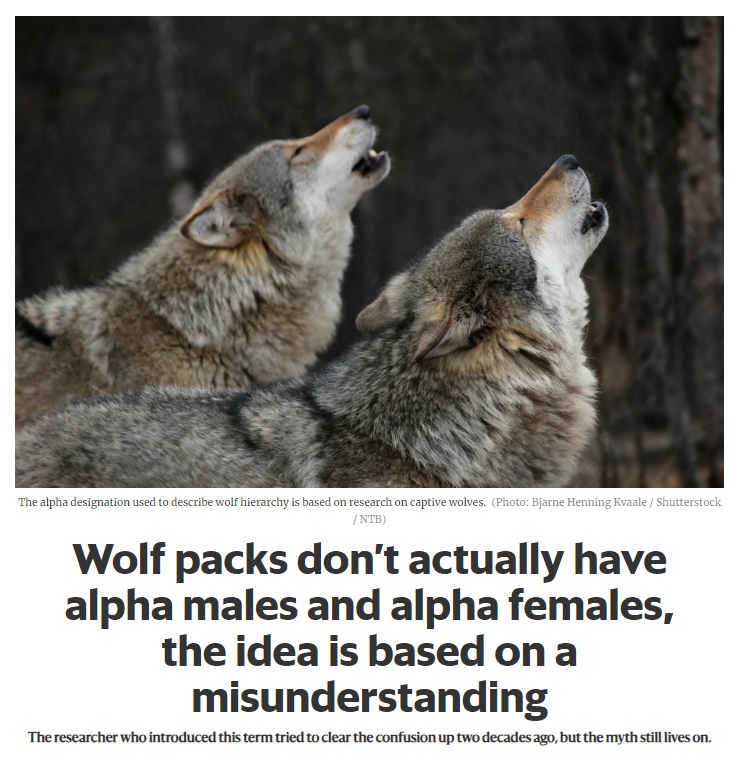 The alpha designation used to describe wolf hierarchy is based on research on captive wolves. (Photo: Bjarne Henning Kvaale / Shutterstock
/ NTB)
Wolf packs don't actually have
alpha males and alpha females,
the idea is based on a
misunderstanding
The researcher who introduced this term tried to clear the confusion up two decades ago, but the myth still lives on.